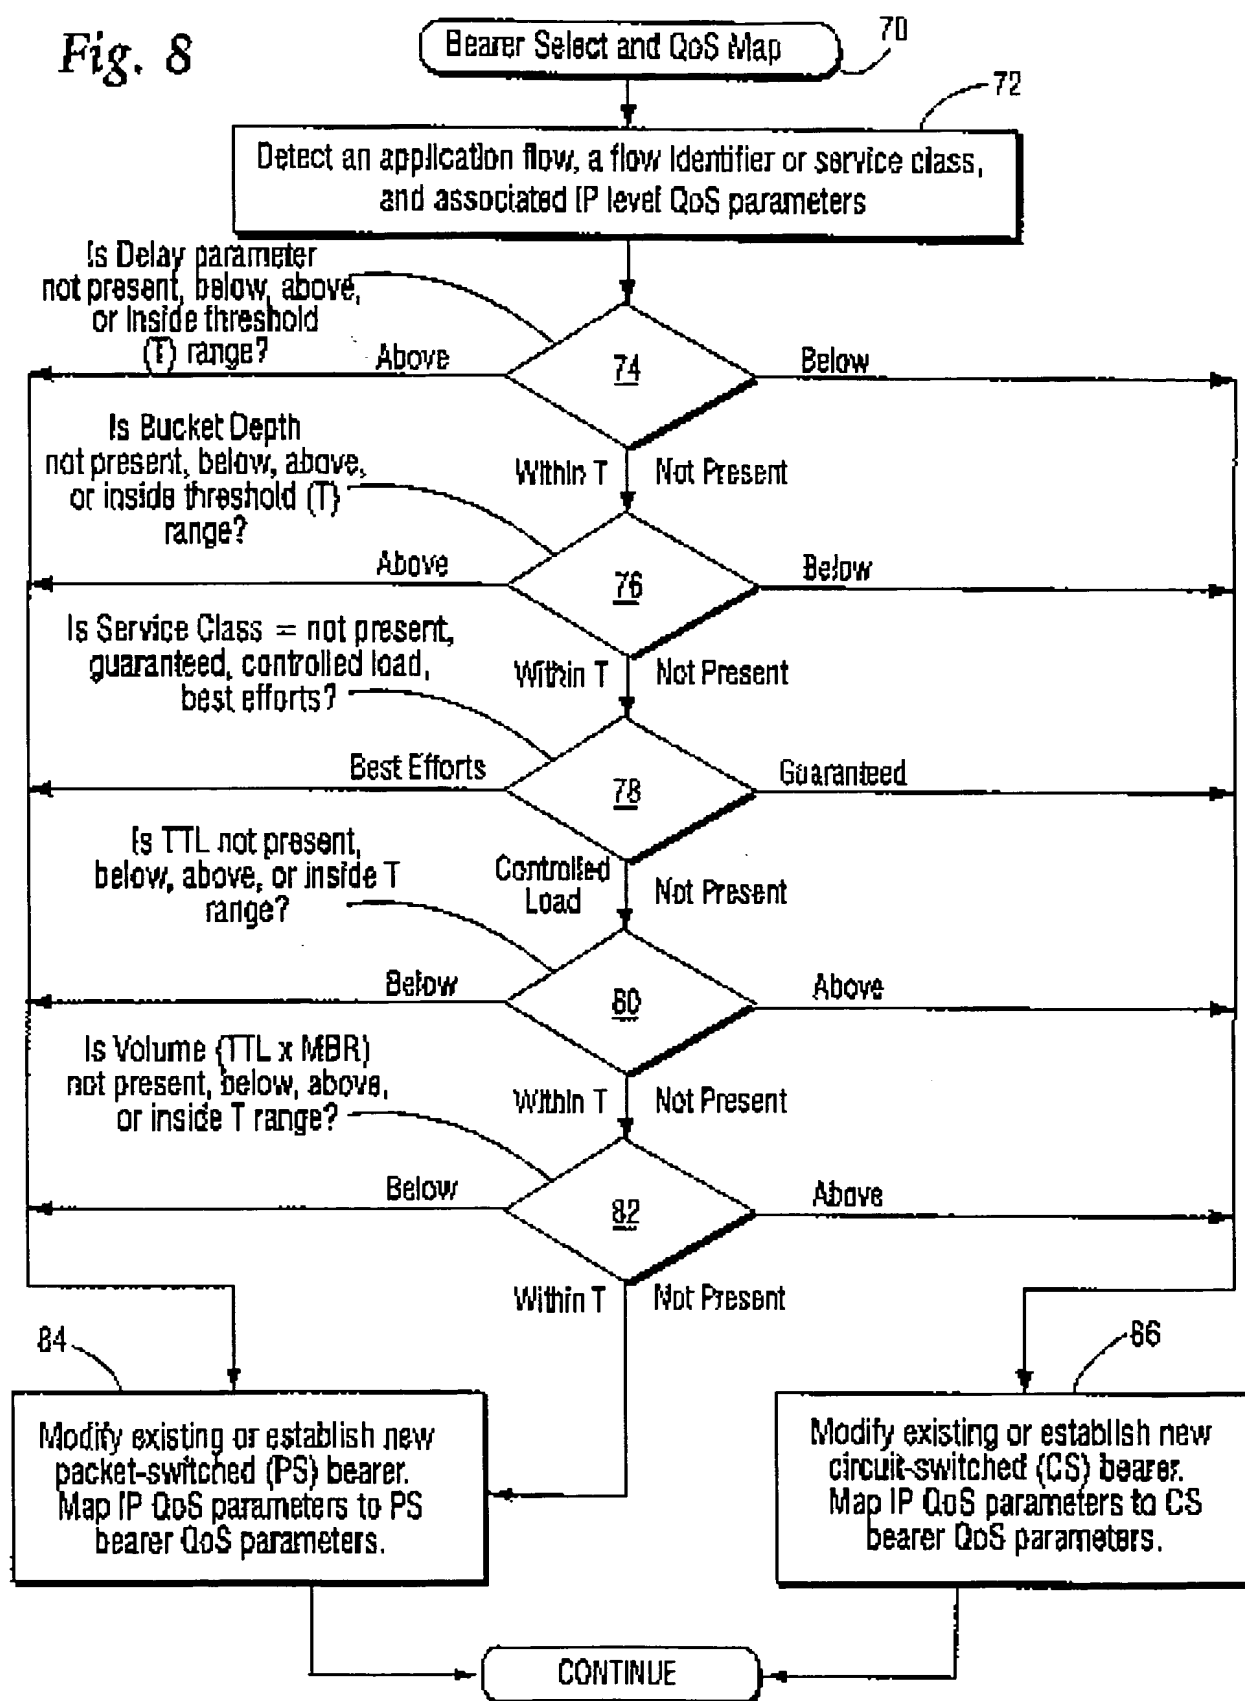 Fig. 8
Bearer Select and QoS Map
70
72
Detect an application flow, a flow identifier or service class,
and associated IP level QoS parameters
Is Delay parameter
not present, below, above,
or inside threshold
(T) range?
Above
74
Below
Within T
Not Present
Is Bucket Depth
not present, below, above,
or inside threshold (T)
range?
Above
76
Below
Within T
Not Present
Is Service Class = not present,
guaranteed, controlled load,
best efforts?
Best Efforts
78
Guaranteed
Controlled
Load
Not Present
Is TTL not present,
below, above, or inside T
range?
Below
80
Above
Within T
Not Present
Is Volume (TTL x MBR)
not present, below, above,
or inside T range?
Below
82
Above
Within T
Not Present
84
Modify existing or establish new
packet-switched (PS) bearer.
Map IP QoS parameters to PS
bearer QoS parameters.
86
Modify existing or establish new
circuit-switched (CS) bearer.
Map IP QoS parameters to CS
bearer QoS parameters.
CONTINUE